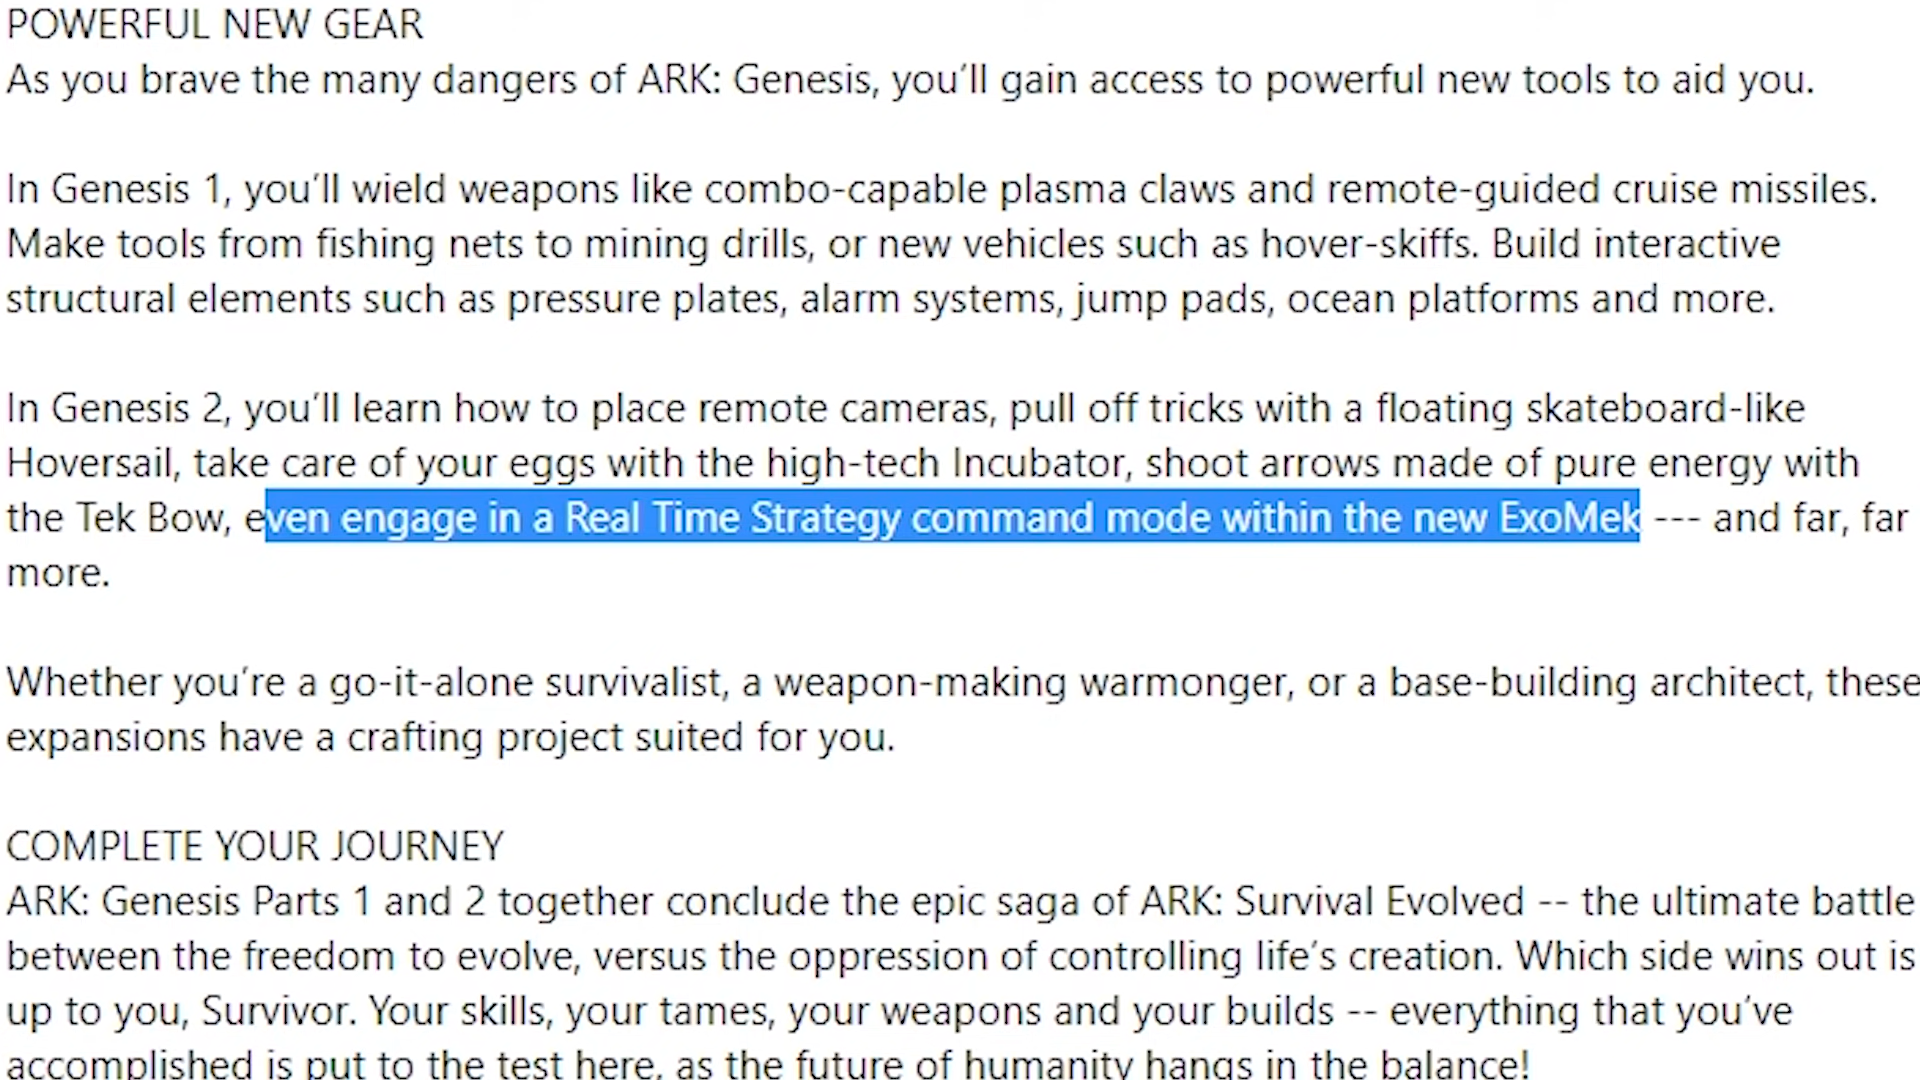 POWERFUL NEW GEAR
As you brave the many dangers of ARK: Genesis, you’ll gain access to powerful new tools to aid you.
In Genesis 1, you’ll wield weapons like combo-capable plasma claws and remote-guided cruise missiles.
Make tools from fishing nets to mining drills, or new vehicles such as hover-skiffs. Build interactive
structural elements such as pressure plates, alarm systems, jump pads, ocean platforms and more.
In Genesis 2, you’ll learn how to place remote cameras, pull off tricks with a floating skateboard-like
Hoversail, take care of your eggs with the high-tech Incubator, shoot arrows made of pure energy with
the Tek Bow, even engage in a Real Time Strategy command mode within the new ExoMek --- and far, far
more.
Whether you’re a go-it-alone survivalist, a weapon-making warmonger, or a base-building architect, these
expansions have a crafting project suited for you.
COMPLETE YOUR JOURNEY
ARK: Genesis Parts 1 and 2 together conclude the epic saga of ARK: Survival Evolved -- the ultimate battle
between the freedom to evolve, versus the oppression of controlling life’s creation. Which side wins out is
up to you, Survivor. Your skills, your tames, your weapons and your builds -- everything that you’ve
accomplished is put to the test here, as the future of humanity hangs in the balance!